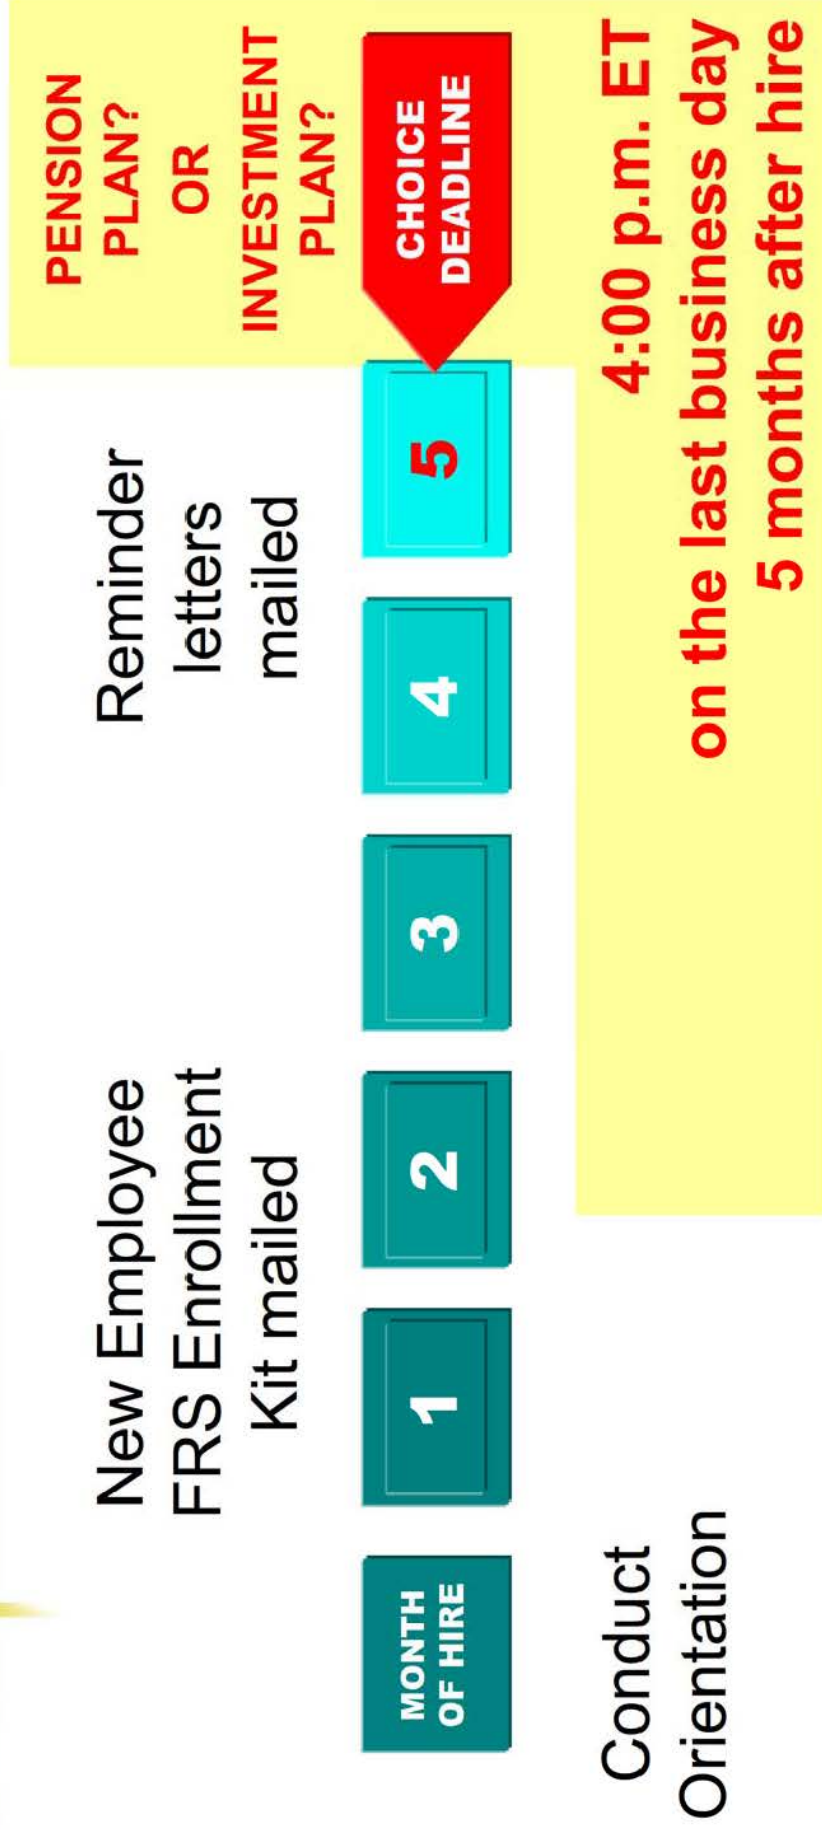 New Employee
FRS Enrollment
Kit mailed
Reminder
letters
mailed
PENSION
PLAN?
OR
INVESTMENT
PLAN?
MONTH
OF HIRE
1
2
3
4
5
CHOICE
DEADLINE
Conduct
Orientation
4:00 p.m. ET
on the last business day
5 months after hire